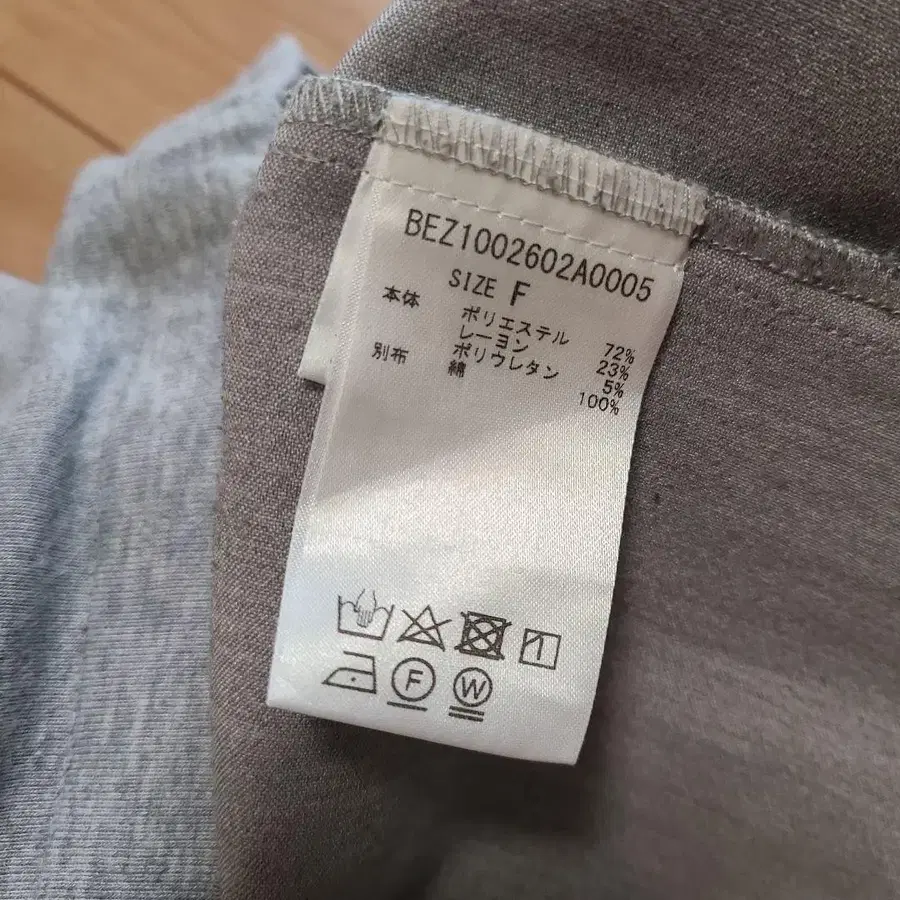 BEZ1002602A0005
SIZE F
本体 ポリエステル 72%
レーヨン 23%
ポリウレタン 5%
別布 綿 100%
F W